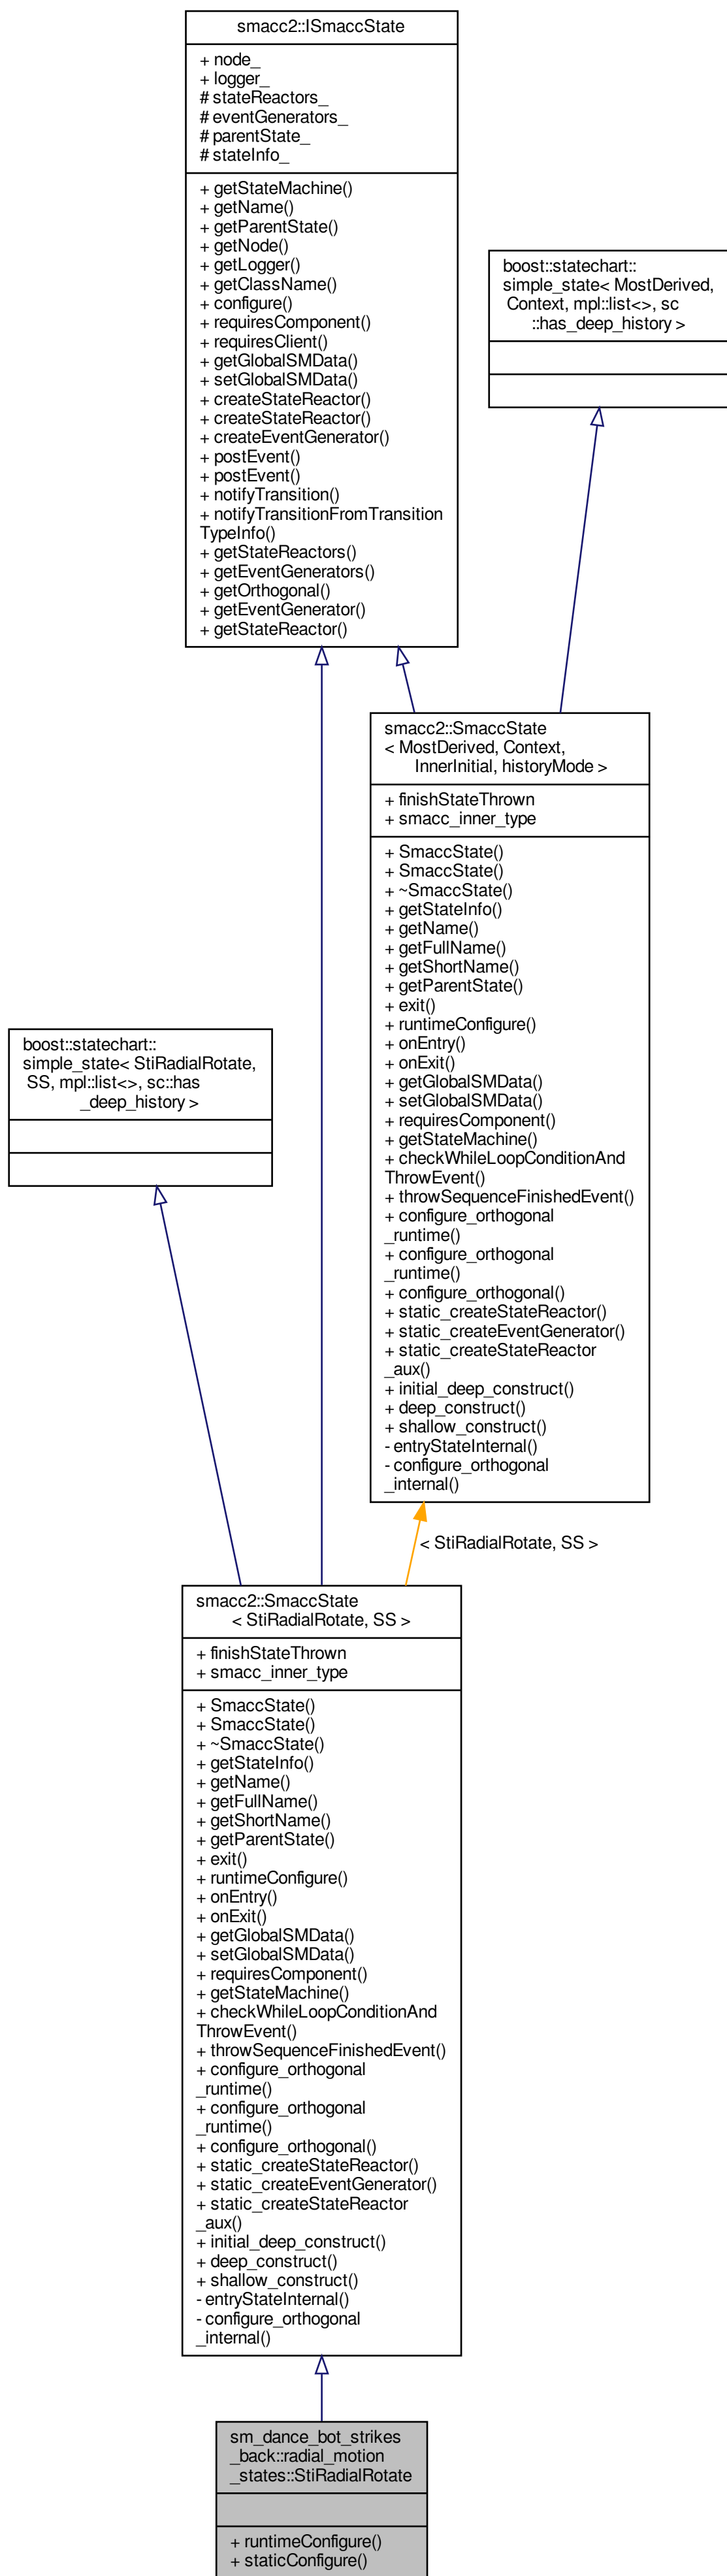 smacc2::ISmaccState
+ node_
+ logger_
# stateReactors_
# eventGenerators_
# parentState_
# stateInfo_
+ getStateMachine()
+ getName()
+ getParentState()
+ getNode()
+ getLogger()
+ getClassName()
+ configure()
+ requiresComponent()
+ requiresClient()
+ getGlobalSMData()
+ setGlobalSMData()
+ createStateReactor()
+ createStateReactor()
+ createEventGenerator()
+ postEvent()
+ postEvent()
+ notifyTransition()
+ notifyTransitionFromTransition
TypeInfo()
+ getStateReactors()
+ getEventGenerators()
+ getOrthogonal()
+ getEventGenerator()
+ getStateReactor()
boost::statechart::
simple_state< MostDerived,
Context, mpl::list<>, sc
::has_deep_history >
smacc2::SmaccState
< MostDerived, Context,
InnerInitial, historyMode >
+ finishStateThrown
+ smacc_inner_type
+ SmaccState()
+ SmaccState()
+ ~SmaccState()
+ getStateInfo()
+ getName()
+ getFullName()
+ getShortName()
+ getParentState()
+ exit()
+ runtimeConfigure()
+ onEntry()
+ onExit()
+ getGlobalSMData()
+ setGlobalSMData()
+ requiresComponent()
+ getStateMachine()
+ checkWhileLoopConditionAnd
ThrowEvent()
+ throwSequenceFinishedEvent()
+ configure_orthogonal
_runtime()
+ configure_orthogonal
_runtime()
+ configure_orthogonal()
+ static_createStateReactor()
+ static_createEventGenerator()
+ static_createStateReactor
_aux()
+ initial_deep_construct()
+ deep_construct()
+ shallow_construct()
- entryStateInternal()
- configure_orthogonal
_internal()
boost::statechart::
simple_state< StiRadialRotate,
SS, mpl::list<>, sc::has
_deep_history >
< StiRadialRotate, SS >
smacc2::SmaccState
< StiRadialRotate, SS >
+ finishStateThrown
+ smacc_inner_type
+ SmaccState()
+ SmaccState()
+ ~SmaccState()
+ getStateInfo()
+ getName()
+ getFullName()
+ getShortName()
+ getParentState()
+ exit()
+ runtimeConfigure()
+ onEntry()
+ onExit()
+ getGlobalSMData()
+ setGlobalSMData()
+ requiresComponent()
+ getStateMachine()
+ checkWhileLoopConditionAnd
ThrowEvent()
+ throwSequenceFinishedEvent()
+ configure_orthogonal
_runtime()
+ configure_orthogonal
_runtime()
+ configure_orthogonal()
+ static_createStateReactor()
+ static_createEventGenerator()
+ static_createStateReactor
_aux()
+ initial_deep_construct()
+ deep_construct()
+ shallow_construct()
- entryStateInternal()
- configure_orthogonal
_internal()
sm_dance_bot_strikes
_back::radial_motion
_states::StiRadialRotate
+ runtimeConfigure()
+ staticConfigure()